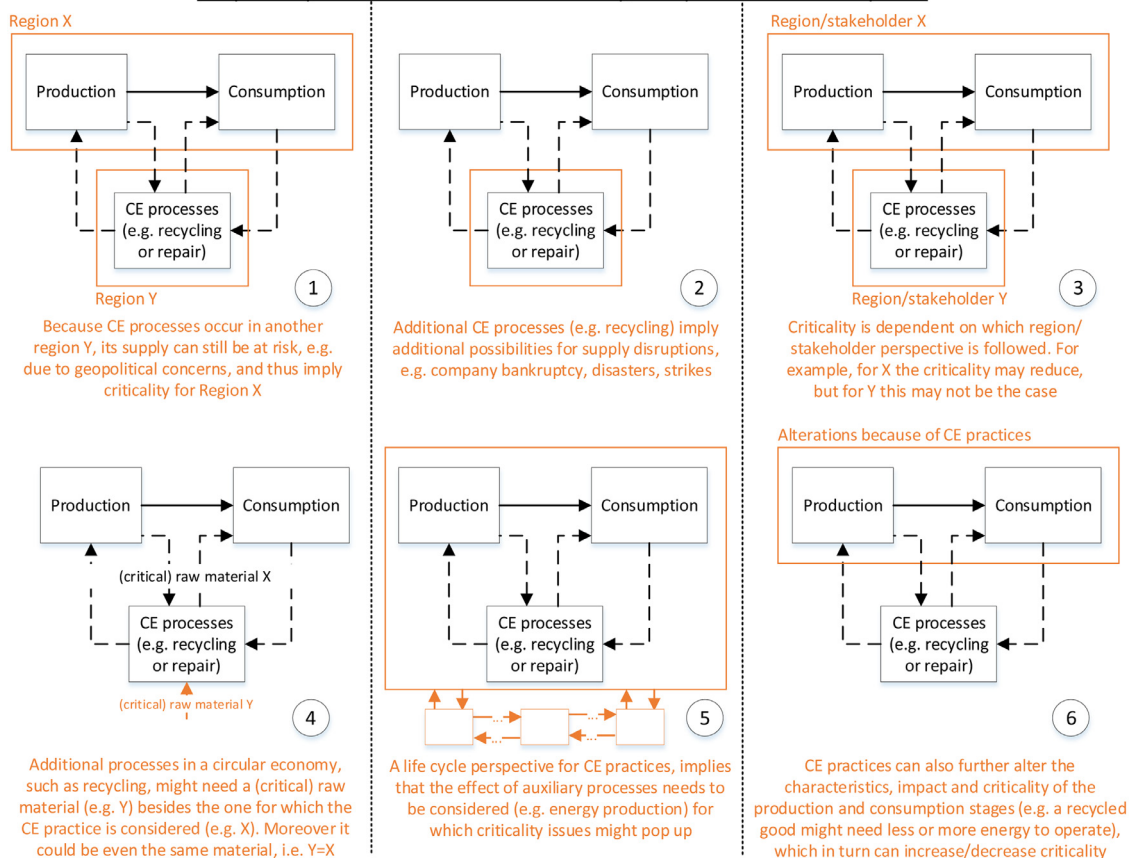 Region X
Production
Consumption
CE processes
(e.g. recycling
or repair)
Region Y
1
Because CE processes occur in another
region Y, its supply can still be at risk, e.g.
due to geopolitical concerns, and thus imply
criticality for Region X
Production
Consumption
CE processes
(e.g. recycling
or repair)
2
Additional CE processes (e.g. recycling) imply
additional possibilities for supply disruptions,
e.g. company bankruptcy, disasters, strikes
Region/stakeholder X
Production
Consumption
CE processes
(e.g. recycling
or repair)
Region/stakeholder Y
3
Criticality is dependent on which region/
stakeholder perspective is followed. For
example, for X the criticality may reduce,
but for Y this may not be the case
Production
Consumption
(critical) raw material X
CE processes
(e.g. recycling
or repair)
(critical) raw material Y
4
Additional processes in a circular economy,
such as recycling, might need a (critical) raw
material (e.g. Y) besides the one for which the
CE practice is considered (e.g. X). Moreover it
could be even the same material, i.e. Y=X
Production
Consumption
CE processes
(e.g. recycling
or repair)
... ...
... ...
5
A life cycle perspective for CE practices, implies
that the effect of auxiliary processes needs to
be considered (e.g. energy production) for
which criticality issues might pop up
Alterations because of CE practices
Production
Consumption
CE processes
(e.g. recycling
or repair)
6
CE practices can also further alter the
characteristics, impact and criticality of the
production and consumption stages (e.g. a recycled
good might need less or more energy to operate),
which in turn can increase/decrease criticality